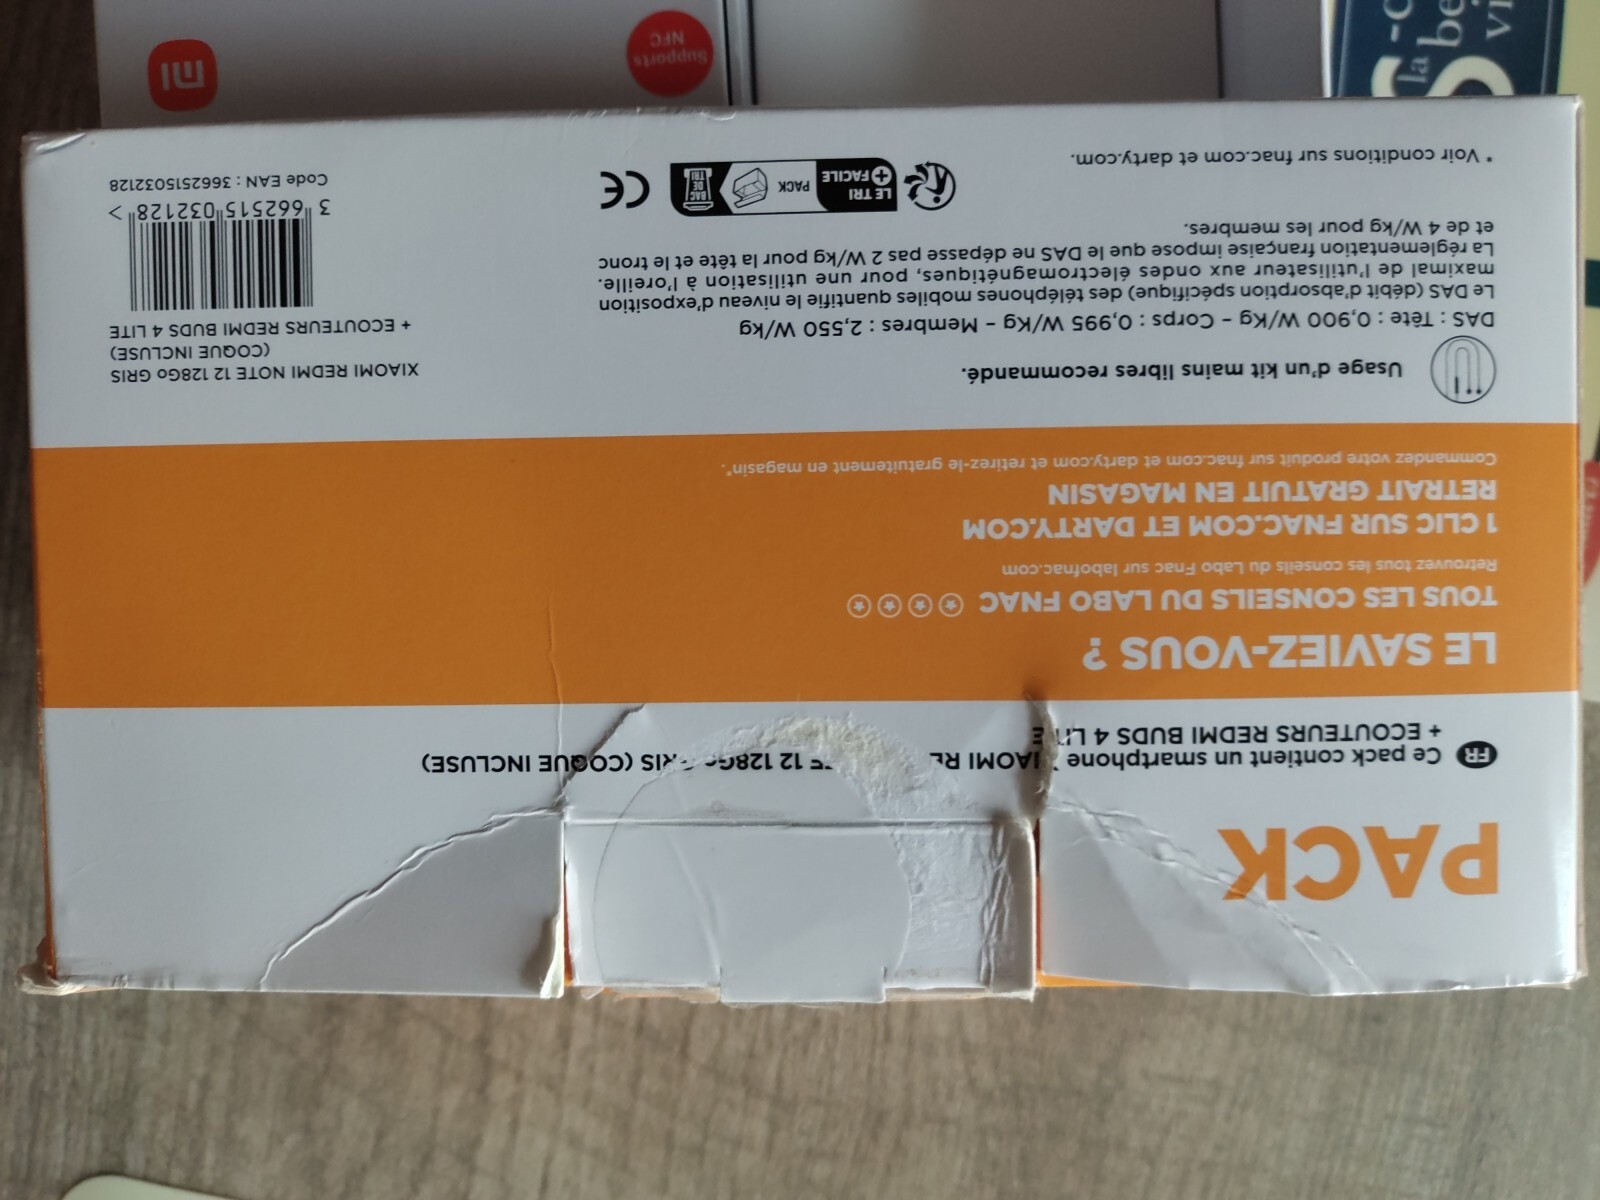 PACK
FR Ce pack contient un smartphone XIAOMI RE 12 128Go GRIS (COQUE INCLUSE)
+ ECOUTEURS REDMI BUDS 4 LITE
LE SAVIEZ-VOUS ?
TOUS LES CONSEILS DU LABO FNAC
Retrouvez tous les conseils du Labo Fnac sur labofnac.com
1 CLIC SUR FNAC.COM ET DARTY.COM
RETRAIT GRATUIT EN MAGASIN
Commandez votre produit sur fnac.com et darty.com et retirez-le gratuitement en magasin*.
Usage d'un kit mains libres recommandé.
DAS : Tête : 0,900 W/Kg - Corps : 0,995 W/Kg - Membres : 2,550 W/kg
Le DAS (débit d'absorption spécifique) des téléphones mobiles quantifie le niveau d'exposition
maximal de l'utilisateur aux ondes électromagnétiques, pour une utilisation à l'oreille.
La réglementation française impose que le DAS ne dépasse pas 2 W/kg pour la tête et le tronc
et de 4 W/kg pour les membres.
* Voir conditions sur fnac.com et darty.com.
LE TRI
+ FACILE
PACK
BAC
DE
TRI
CE
XIAOMI REDMI NOTE 12 128Go GRIS
(COQUE INCLUSE)
+ ECOUTEURS REDMI BUDS 4 LITE
3 662515 032128 >
Code EAN : 3662515032128
Supports
NFC
mi